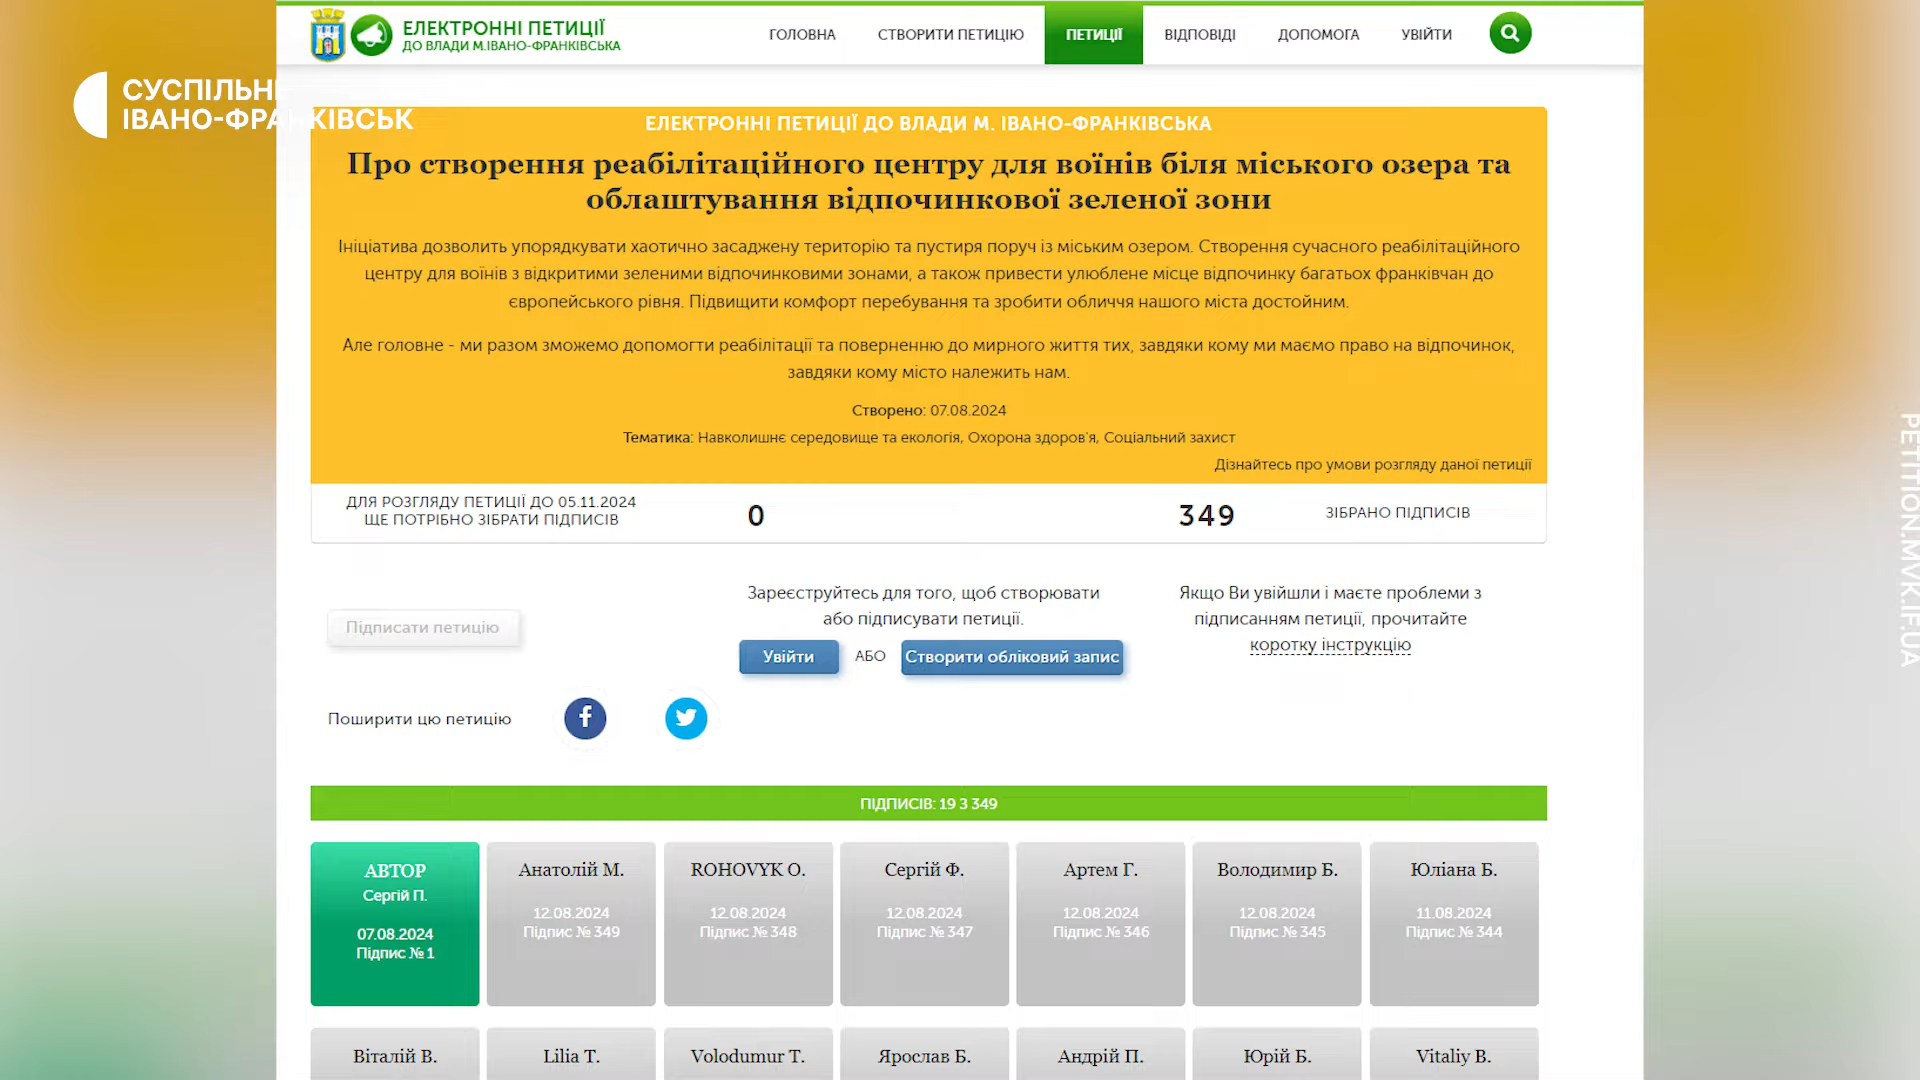 ЕЛЕКТРОННІ ПЕТИЦІЇ
ДО ВЛАДИ М.ІВАНО-ФРАНКІВСЬКА
ГОЛОВНА
СТВОРИТИ ПЕТИЦІЮ
ПЕТИЦІЇ
ВІДПОВІДІ
ДОПОМОГА
УВІЙТИ
СУСПІЛЬНЕ
ІВАНО-ФРАНКІВСЬК
ЕЛЕКТРОННІ ПЕТИЦІЇ ДО ВЛАДИ М. ІВАНО-ФРАНКІВСЬКА
Про створення реабілітаційного центру для воїнів біля міського озера та
облаштування відпочинкової зеленої зони
Ініціатива дозволить упорядкувати хаотично засаджену територію та пустиря поруч із міським озером. Створення сучасного реабілітаційного
центру для воїнів з відкритими зеленими відпочинковими зонами, а також привести улюблене місце відпочинку багатьох франківчан до
європейського рівня. Підвищити комфорт перебування та зробити обличчя нашого міста достойним.
Але головне - ми разом зможемо допомогти реабілітації та поверненню до мирного життя тих, завдяки кому ми маємо право на відпочинок,
завдяки кому місто належить нам.
Створено: 07.08.2024
Тематика: Навколишнє середовище та екологія, Охорона здоров'я, Соціальний захист
Дізнайтесь про умови розгляду даної петиції
ДЛЯ РОЗГЛЯДУ ПЕТИЦІЇ ДО 05.11.2024
ЩЕ ПОТРІБНО ЗІБРАТИ ПІДПИСІВ
0
349
ЗІБРАНО ПІДПИСІВ
PETITION.MVK.IF.UA
Підписати петицію
Зареєструйтесь для того, щоб створювати
або підписувати петиції.
Увійти
АБО
Створити обліковий запис
Якщо Ви увійшли і маєте проблеми з
підписанням петиції, прочитайте
коротку інструкцію
Поширити цю петицію
ПІДПИСІВ: 19 З 349
АВТОР
Сергій П.
07.08.2024
Підпис № 1
Анатолій М.
12.08.2024
Підпис № 349
ROHOVYK O.
12.08.2024
Підпис № 348
Сергій Ф.
12.08.2024
Підпис № 347
Артем Г.
12.08.2024
Підпис № 346
Володимир Б.
12.08.2024
Підпис № 345
Юліана Б.
11.08.2024
Підпис № 344
Віталій В.
Lilia T.
Volodumur T.
Ярослав Б.
Андрій П.
Юрій Б.
Vitaliy B.